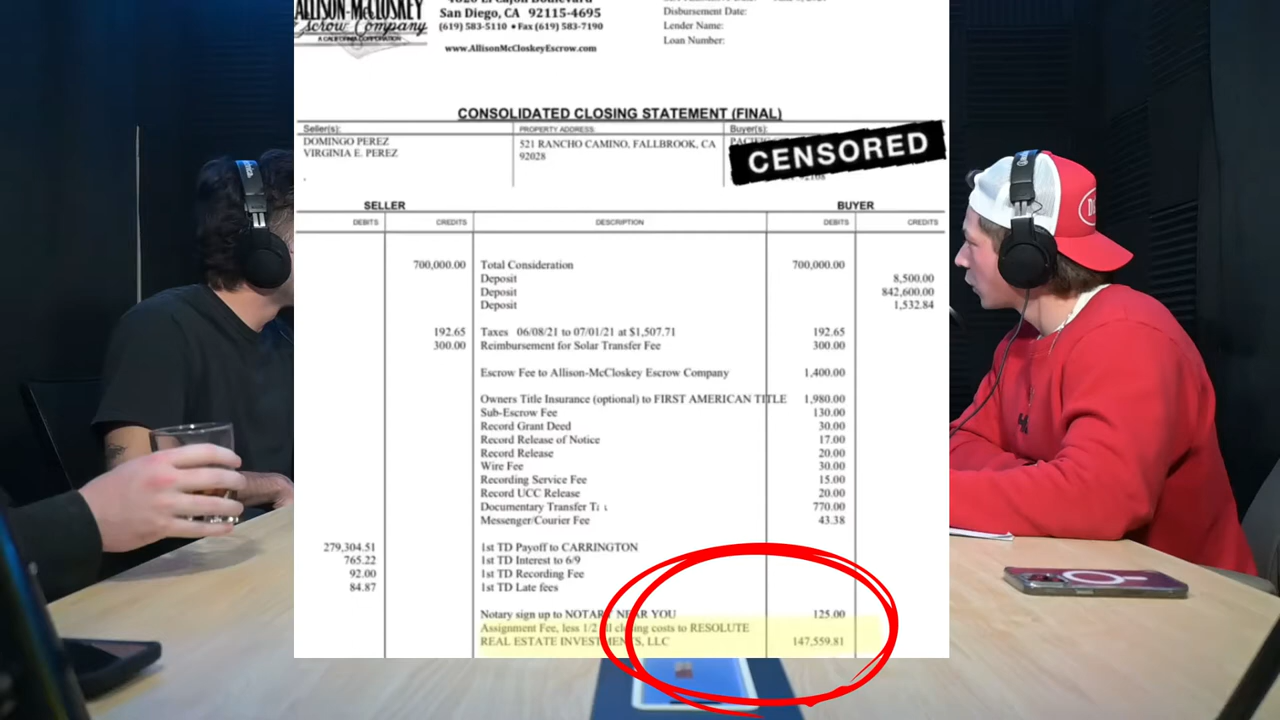 ALLISON-McCLOSKEY
Escrow Company
A CALIFORNIA CORPORATION
San Diego, CA 92115-4695
(619) 583-5110 • Fax (619) 583-7190
www.AllisonMcCloskeyEscrow.com
Disbursement Date:
Lender Name:
Loan Number:
CONSOLIDATED CLOSING STATEMENT (FINAL)
Seller(s): PROPERTY ADDRESS: Buyer(s):
DOMINGO PEREZ
VIRGINIA E. PEREZ
521 RANCHO CAMINO, FALLBROOK, CA
92028
CENSORED
SELLER BUYER
DEBITS CREDITS DESCRIPTION DEBITS CREDITS
700,000.00 Total Consideration 700,000.00
Deposit 8,500.00
Deposit 842,600.00
Deposit 1,532.84
192.65 Taxes 06/08/21 to 07/01/21 at $1,507.71 192.65
300.00 Reimbursement for Solar Transfer Fee 300.00
Escrow Fee to Allison-McCloskey Escrow Company 1,400.00
Owners Title Insurance (optional) to FIRST AMERICAN TITLE 1,980.00
Sub-Escrow Fee 130.00
Record Grant Deed 30.00
Record Release of Notice 17.00
Record Release 20.00
Wire Fee 30.00
Recording Service Fee 15.00
Record UCC Release 20.00
Documentary Transfer 770.00
Messenger/Courier Fee 43.38
279,304.51 1st TD Payoff to CARRINGTON
765.22 1st TD Interest to 6/9
92.00 1st TD Recording Fee
84.87 1st TD Late fees
Notary sign up to NOTARY NEAR YOU 125.00
Assignment Fee, less 1/2 all closing costs to RESOLUTE
REAL ESTATE INVESTMENTS, LLC 147,559.81